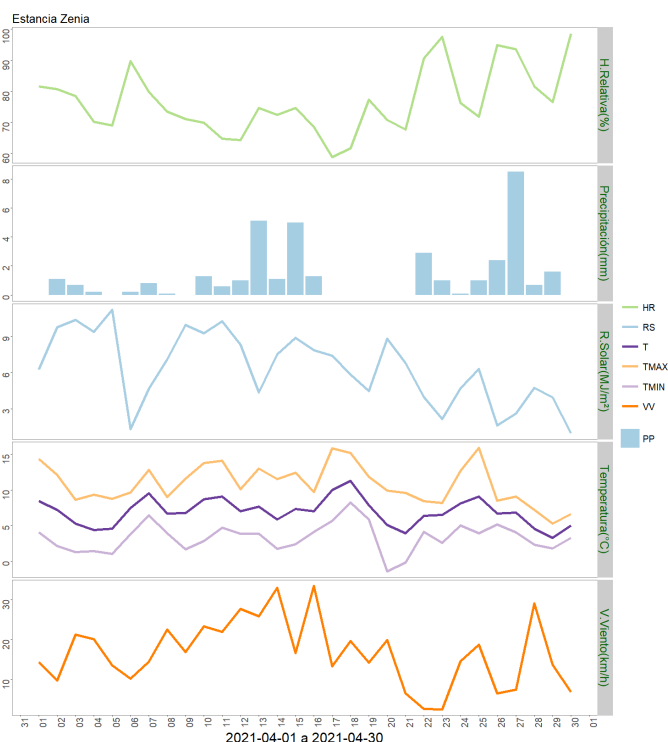 Estancia Zenia
100
90
80
70
60
H.Relativa(%)
8
6
4
2
0
Precipitación(mm)
9
6
3
R.Solar(MJ/m²)
15
10
5
0
Temperatura(°C)
30
20
10
V.Viento(km/h)
HR
RS
T
TMAX
TMIN
VV
PP
31 01 02 03 04 05 06 07 08 09 10 11 12 13 14 15 16 17 18 19 20 21 22 23 24 25 26 27 28 29 30 01
2021-04-01 a 2021-04-30